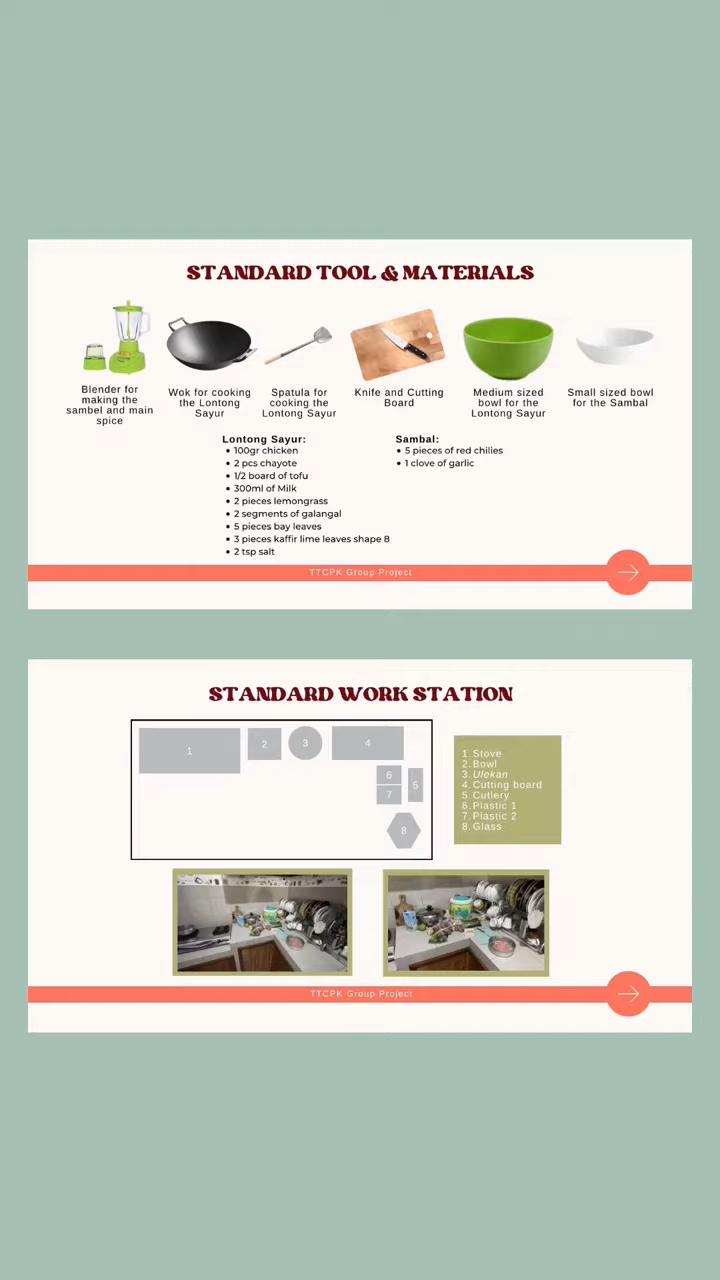 STANDARD TOOL & MATERIALS
Blender for
making the
sambel and main
spice
Wok for cooking
the Lontong
Sayur
Spatula for
cooking the
Lontong Sayur
Knife and Cutting
Board
Medium sized
bowl for the
Lontong Sayur
Small sized bowl
for the Sambal
Lontong Sayur:
• 100gr chicken
• 2 pcs chayote
• 1/2 board of tofu
• 300ml of Milk
• 2 pieces lemongrass
• 2 segments of galangal
• 5 pieces bay leaves
• 3 pieces kaffir lime leaves shape 8
• 2 tsp salt
Sambal:
• 5 pieces of red chilies
• 1 clove of garlic
TTCPK Group Project
STANDARD WORK STATION
1
2
3
4
5
6
7
8
1. Stove
2. Bowl
3. Ulekan
4. Cutting board
5. Cutlery
6. Plastic 1
7. Plastic 2
8. Glass
TTCPK Group Project